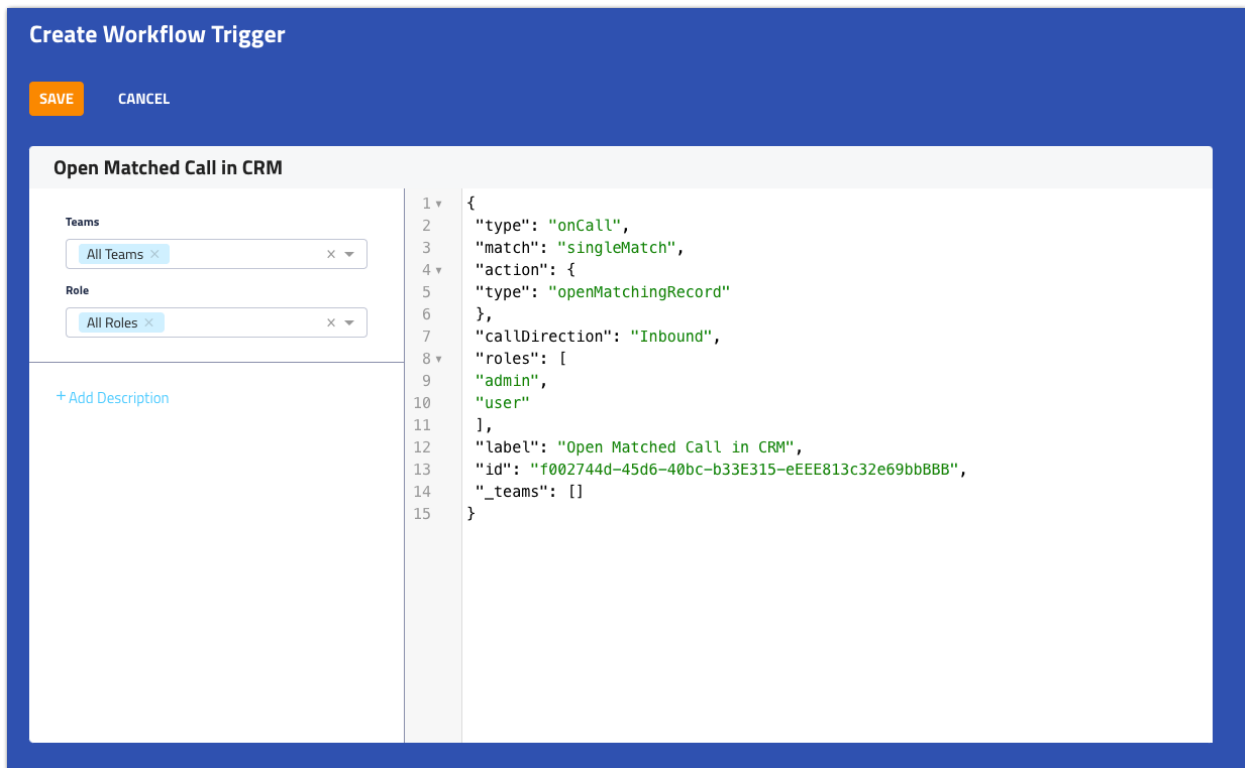 Create Workflow Trigger
SAVE CANCEL
Open Matched Call in CRM
Teams
All Teams ×
Role
All Roles ×
+ Add Description
1 {
2 "type": "onCall",
3 "match": "singleMatch",
4 "action": {
5 "type": "openMatchingRecord"
6 },
7 "callDirection": "Inbound",
8 "roles": [
9 "admin",
10 "user"
11 ],
12 "label": "Open Matched Call in CRM",
13 "id": "f002744d-45d6-40bc-b33E315-eEEE813c32e69bbBBB",
14 "_teams": []
15 }